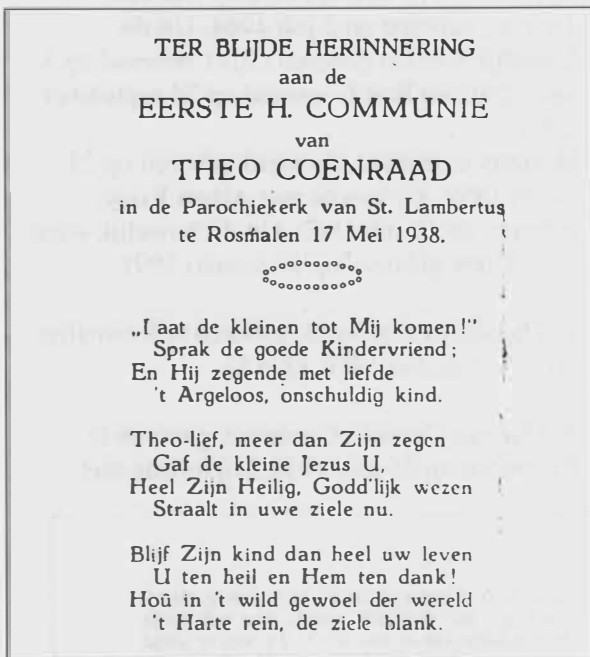 TER BLIJDE HERINNERING
aan de
EERSTE H. COMMUNIE
van
THEO COENRAAD
in de Parochiekerk van St. Lambertus
te Rosmalen 17 Mei 1938.
„Laat de kleinen tot Mij komen!"
Sprak de goede Kindervriend;
En Hij zegende met liefde
't Argeloos, onschuldig kind.
Theo-lief, meer dan Zijn zegen
Gaf de kleine Jezus U.
Heel Zijn Heilig, Godd'lijk wezen
Straalt in uwe ziele nu.
Blijf Zijn kind dan heel uw leven
U ten heil en Hem ten dank!
Hoû in 't wild gewoel der wereld
't Harte rein, de ziele blank.